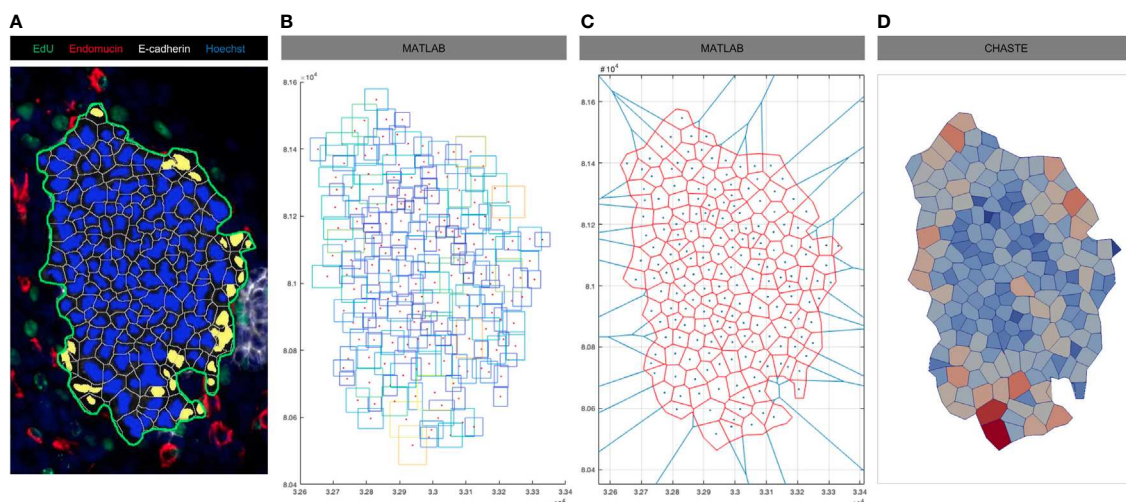 A
B
C
D
EdU Endomucin E-cadherin Hoechst
MATLAB
MATLAB
CHASTE
×10⁴
8.16
8.14
8.12
8.1
8.08
8.06
8.04
3.26 3.27 3.28 3.29 3.3 3.31 3.32 3.33 3.34
# 10⁴
8.16
8.14
8.12
8.1
8.08
8.06
8.04
3.26 3.27 3.28 3.29 3.3 3.31 3.32 3.33 3.34